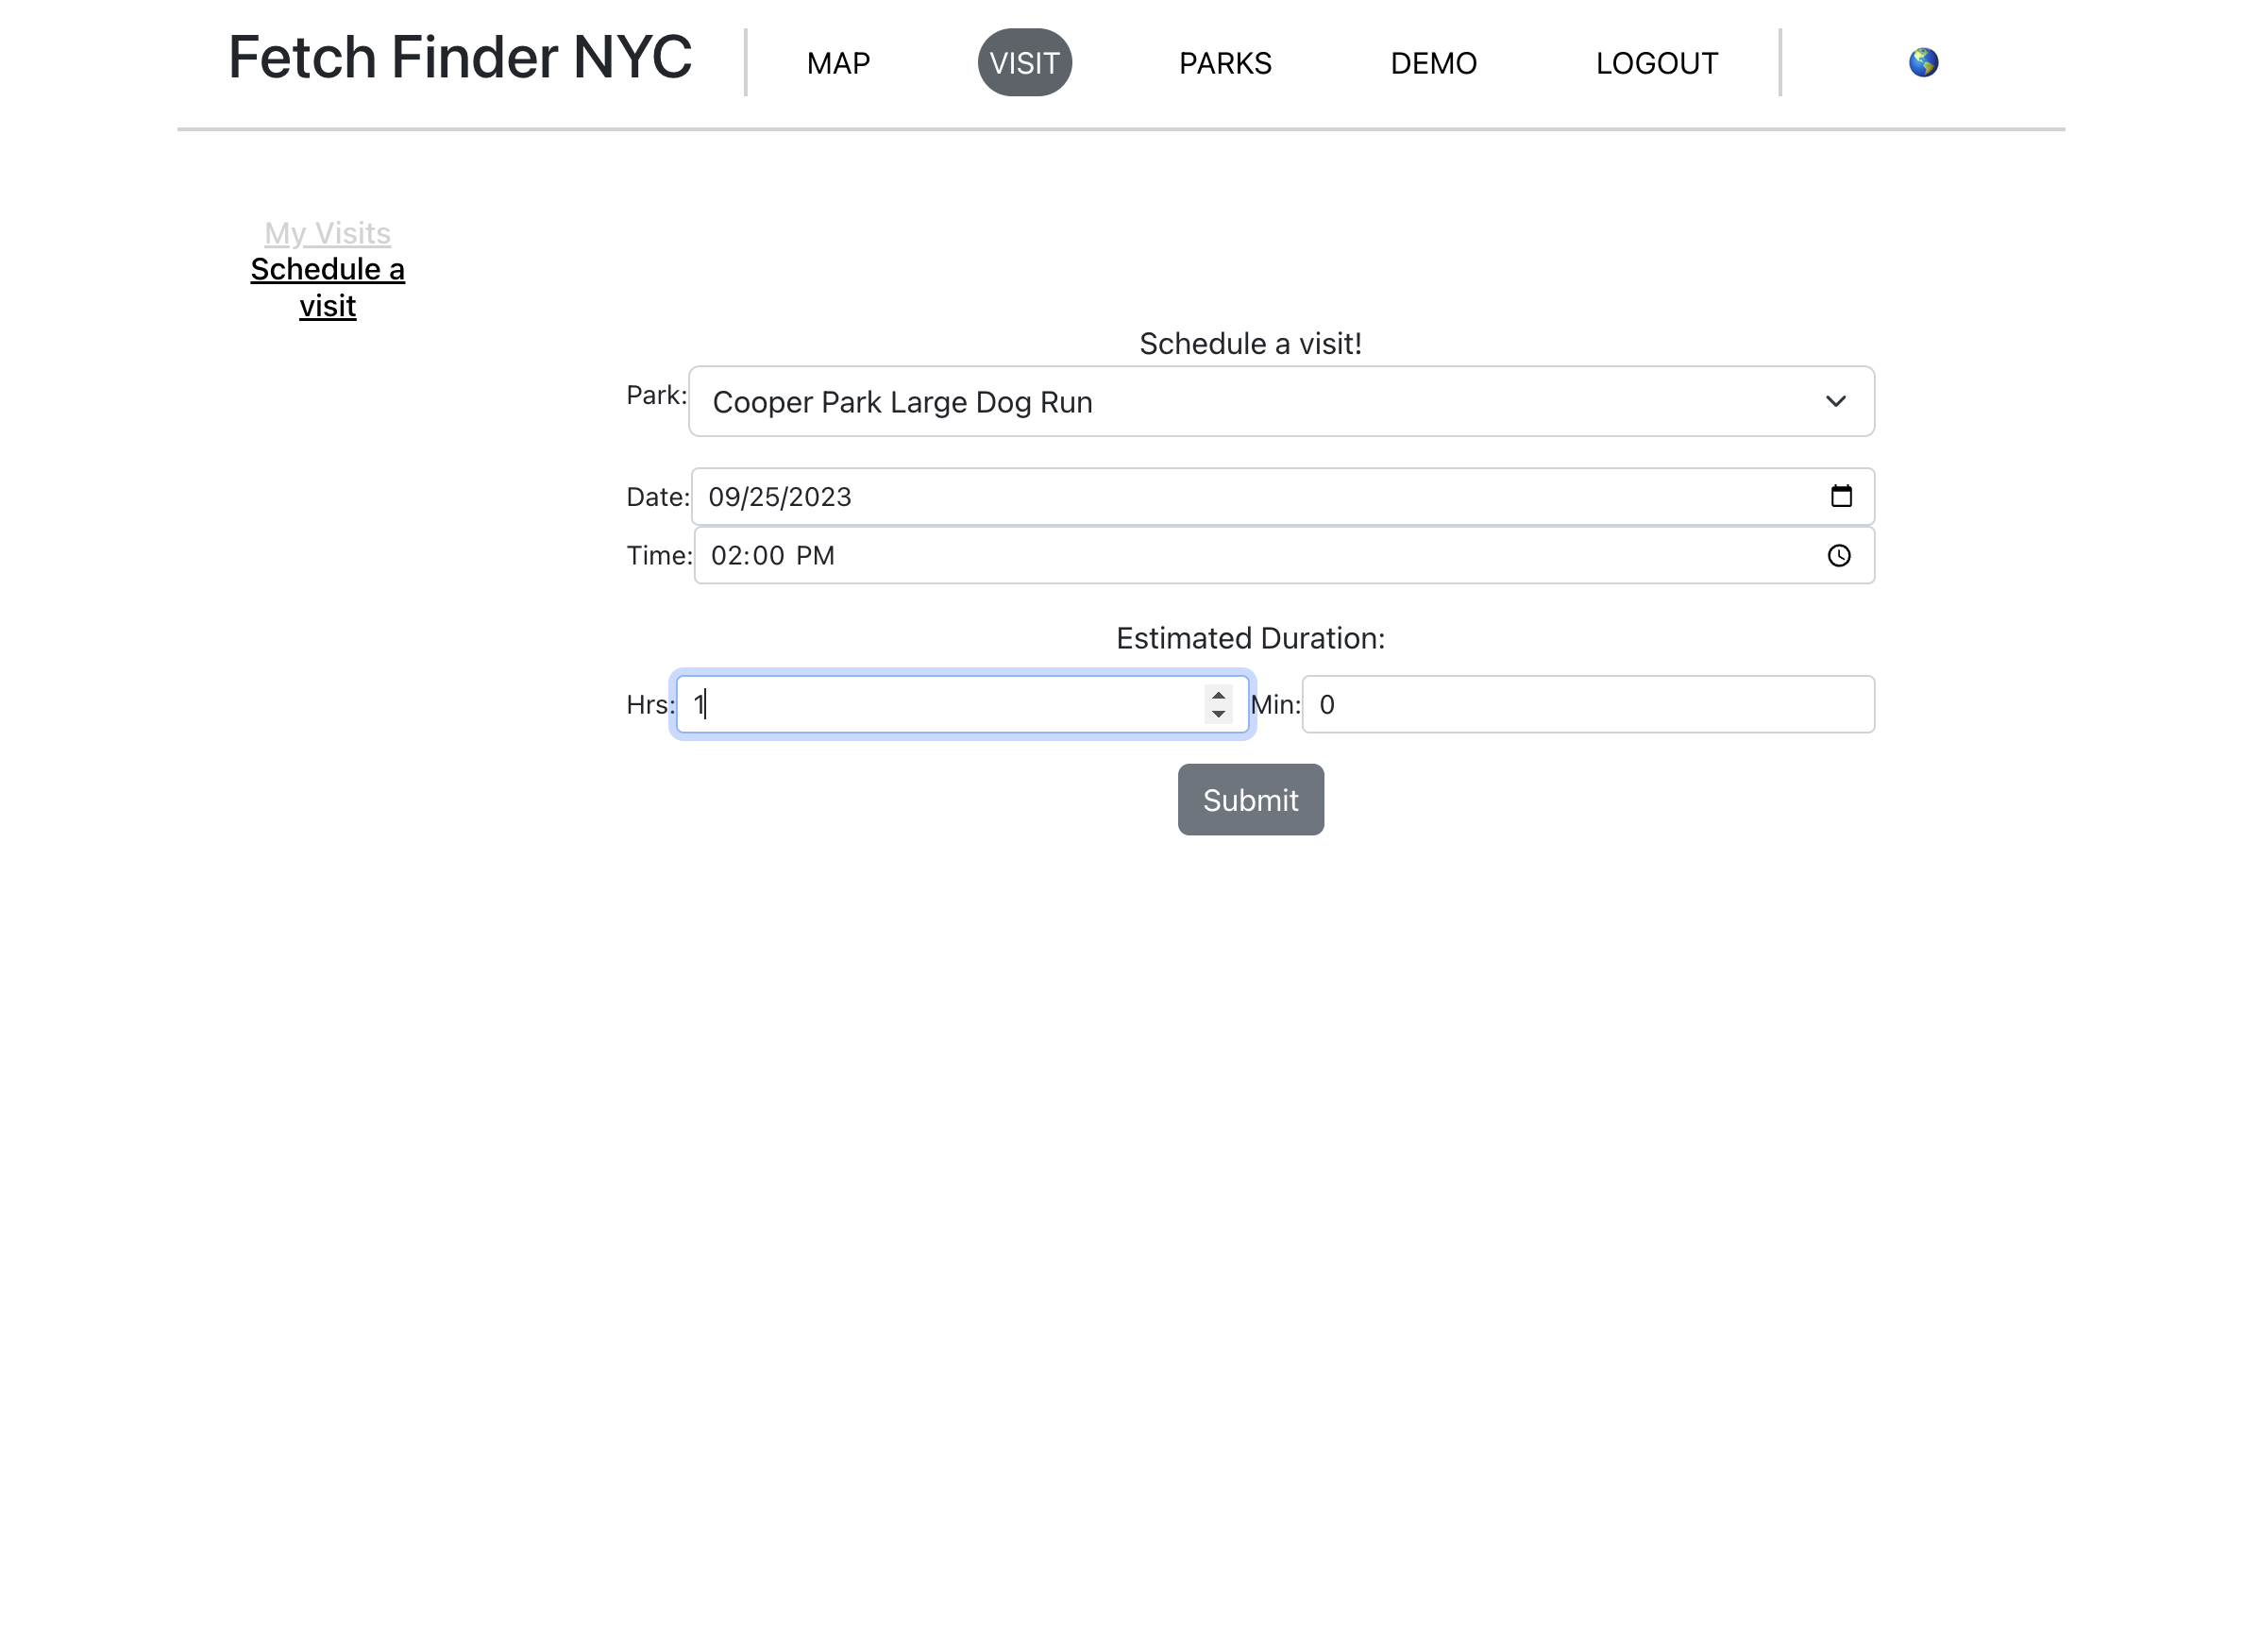 Fetch Finder NYC
MAP
VISIT
PARKS
DEMO
LOGOUT
My Visits
Schedule a
visit
Schedule a visit!
Park: Cooper Park Large Dog Run
Date: 09/25/2023
Time: 02:00 PM
Estimated Duration:
Hrs: 1 Min: 0
Submit